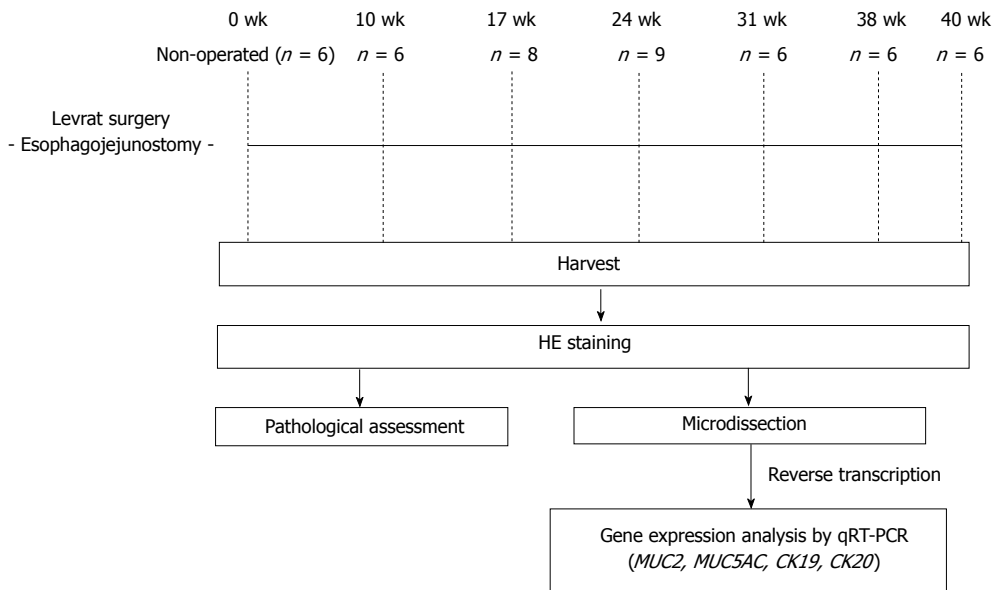 0 wk 10 wk 17 wk 24 wk 31 wk 38 wk 40 wk
Non-operated (n = 6) n = 6 n = 8 n = 9 n = 6 n = 6 n = 6
Levrat surgery
- Esophagojejunostomy -
Harvest
HE staining
Pathological assessment Microdissection
Reverse transcription
Gene expression analysis by qRT-PCR
(MUC2, MUC5AC, CK19, CK20)